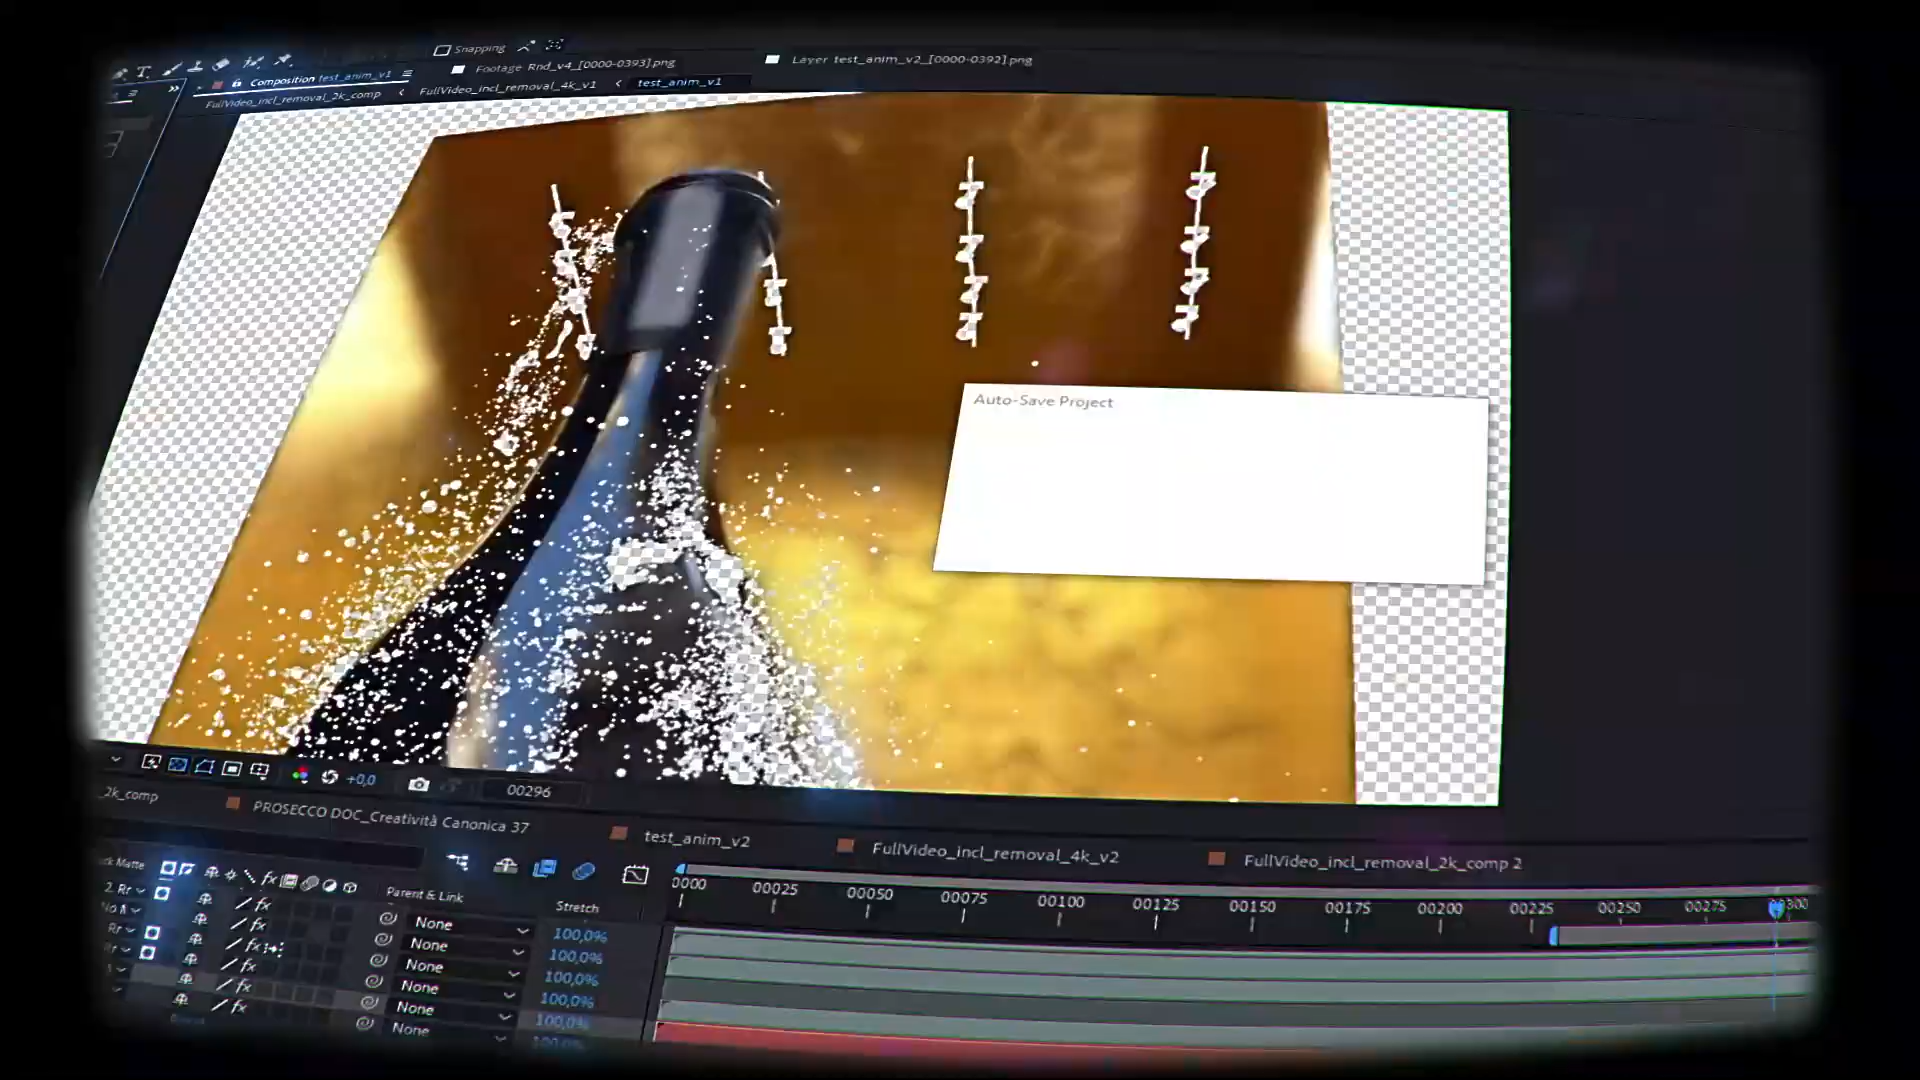 Snapping
Footage Rnd_v4_[0000-0393].png
Layer test_anim_v2_[0000-0392].png
Composition test_anim_v1
FullVideo_incl_removal_2k_comp
FullVideo_incl_removal_4k_v1
test_anim_v1
Auto-Save Project
+0,0
00296
_2k_comp
PROSECCO DOC_Creatività Canonica 37
test_anim_v2
FullVideo_incl_removal_4k_v2
FullVideo_incl_removal_2k_comp 2
Matte
Parent & Link
Stretch
0000
00025
00050
00075
00100
00125
00150
00175
00200
00225
00250
00275
None
100,0%
None
100,0%
None
100,0%
None
100,0%
None
100,0%
None